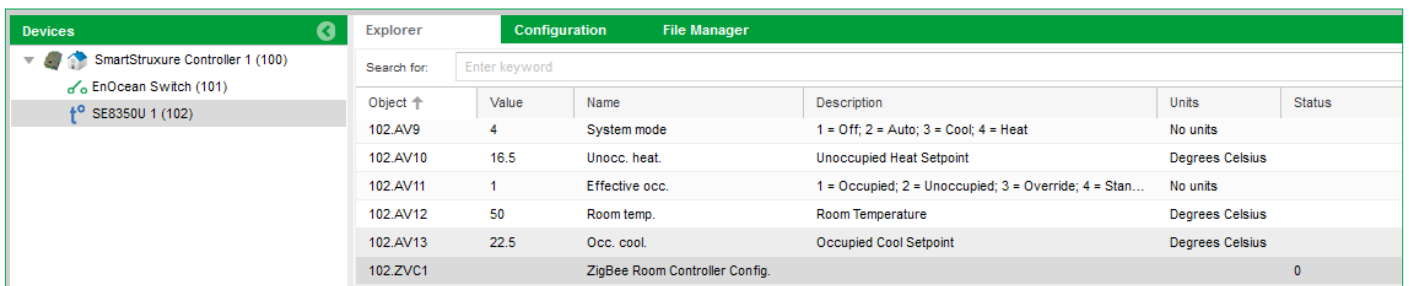 Devices
Explorer Configuration File Manager
SmartStruxure Controller 1 (100)
EnOcean Switch (101)
SE8350U 1 (102)
Search for: Enter keyword
Object Value Name Description Units Status
102.AV9 4 System mode 1 = Off; 2 = Auto; 3 = Cool; 4 = Heat No units
102.AV10 16.5 Unocc. heat. Unoccupied Heat Setpoint Degrees Celsius
102.AV11 1 Effective occ. 1 = Occupied; 2 = Unoccupied; 3 = Override; 4 = Stan... No units
102.AV12 50 Room temp. Room Temperature Degrees Celsius
102.AV13 22.5 Occ. cool. Occupied Cool Setpoint Degrees Celsius
102.ZVC1 ZigBee Room Controller Config. 0